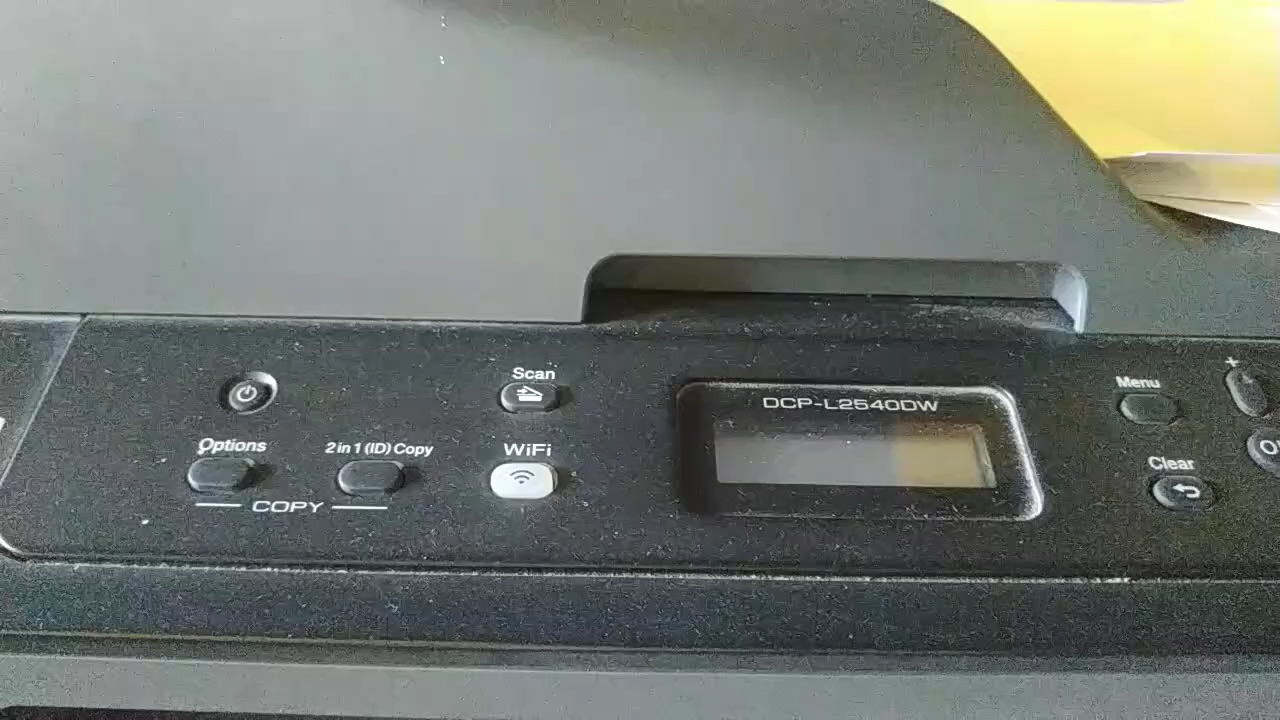 Scan
DCP-L2540DW
Menu
+
Options
2 in 1 (ID) Copy
WiFi
Clear
COPY